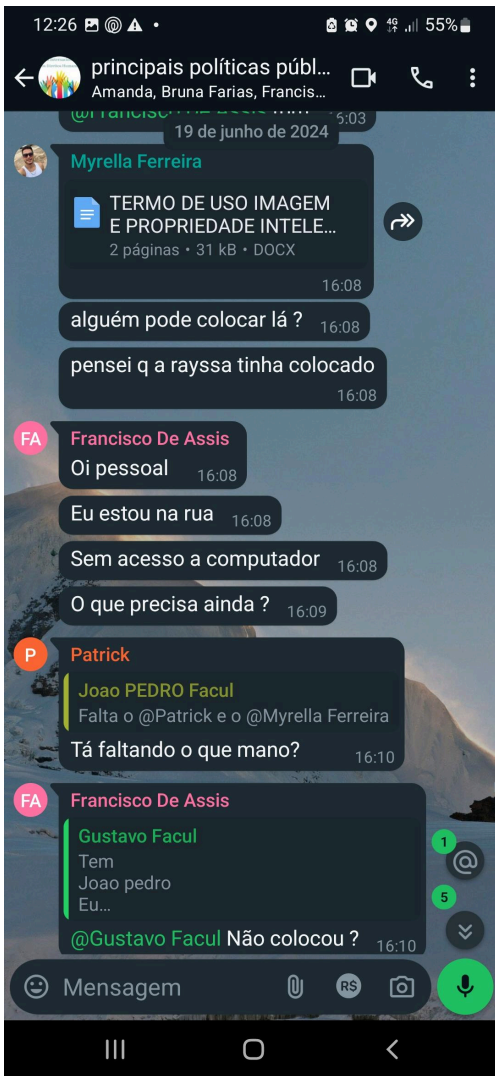 12:26
4G 55%
principais políticas públ...
Amanda, Bruna Farias, Francis...
6:03
19 de junho de 2024
Myrella Ferreira
TERMO DE USO IMAGEM
E PROPRIEDADE INTELE...
2 páginas • 31 kB • DOCX
16:08
alguém pode colocar lá ? 16:08
pensei q a rayssa tinha colocado
16:08
FA
Francisco De Assis
Oi pessoal 16:08
Eu estou na rua 16:08
Sem acesso a computador 16:08
O que precisa ainda ? 16:09
P
Patrick
Joao PEDRO Facul
Falta o @Patrick e o @Myrella Ferreira
Tá faltando o que mano? 16:10
FA
Francisco De Assis
Gustavo Facul
Tem
Joao pedro
Eu...
1
@
5
@Gustavo Facul Não colocou ? 16:10
Mensagem R$